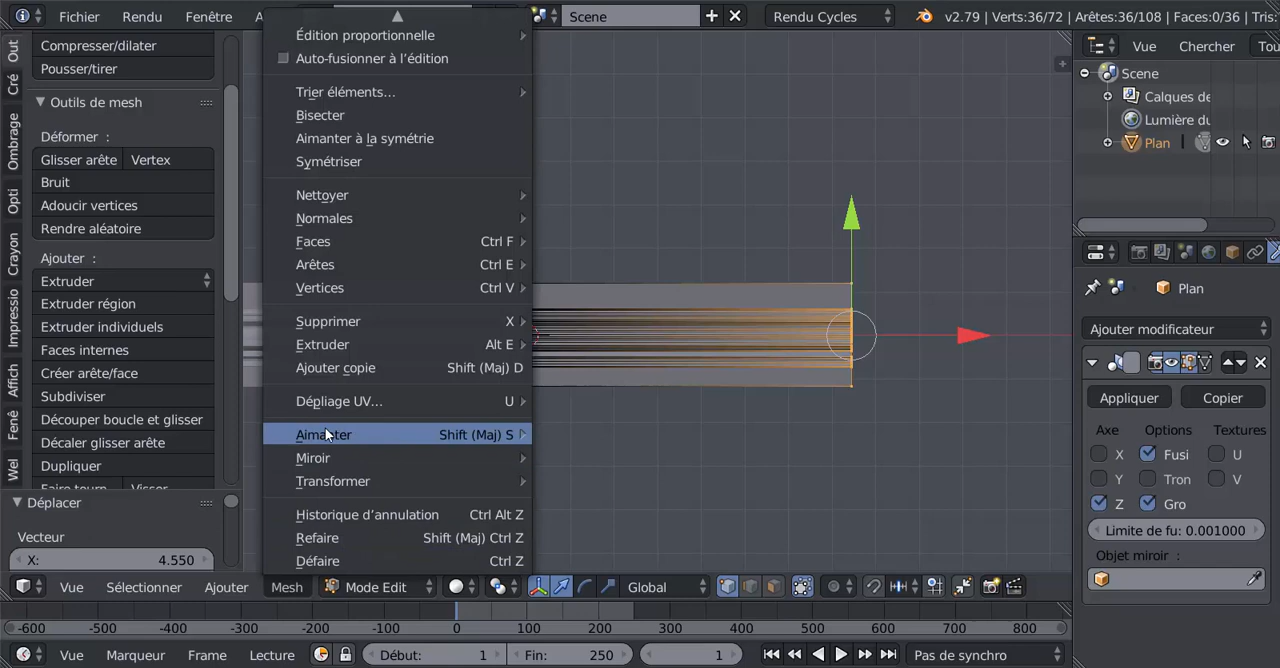 Fichier Rendu Fenêtre Scene Rendu Cycles v2.79 | Verts:36/72 | Arêtes:36/108 | Faces:0/36 | Tris:
Compresser/dilater
Pousser/tirer
Outils de mesh
Déformer :
Glisser arête Vertex
Bruit
Adoucir vertices
Rendre aléatoire
Ajouter :
Extruder
Extruder région
Extruder individuels
Faces internes
Créer arête/face
Subdiviser
Découper boucle et glisser
Décaler glisser arête
Dupliquer
Faire tourn Visser
Déplacer
Vecteur
X: 4.550
Out
Cré
Ombrage
Opti
Crayon
Impressio
Affich
Fenê
Wel
Édition proportionnelle
Auto-fusionner à l’édition
Trier éléments…
Bisecter
Aimanter à la symétrie
Symétriser
Nettoyer
Normales
Faces Ctrl F
Arêtes Ctrl E
Vertices Ctrl V
Supprimer X
Extruder Alt E
Ajouter copie Shift (Maj) D
Dépliage UV… U
Aimanter Shift (Maj) S
Miroir
Transformer
Historique d’annulation Ctrl Alt Z
Refaire Shift (Maj) Ctrl Z
Défaire Ctrl Z
Vue Chercher Tou
Scene
Calques de
Lumière du
Plan
Plan
Ajouter modificateur
Appliquer Copier
Axe Options Textures
X Fusi U
Y Tron V
Z Gro
Limite de fu: 0.001000
Objet miroir :
Vue Sélectionner Ajouter Mesh Mode Edit Global
-600 -500 -400 -300 -200 -100 0 100 200 300 400 500 600 700 800
Vue Marqueur Frame Lecture Début: 1 Fin: 250 1 Pas de synchro